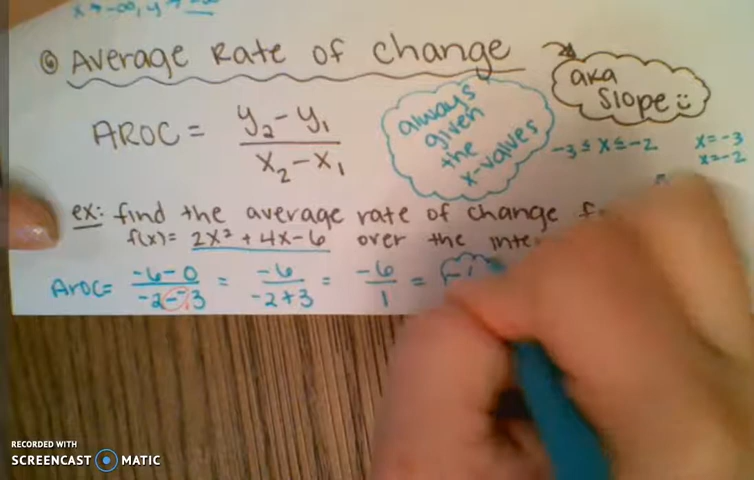 x→-∞, y→
⑥ Average Rate of Change
aka
slope
AROC = y₂-y₁ / x₂-x₁
always
given
the
x-values
-3 ≤ x ≤ -2
x=-3
x=-2
ex: find the average rate of change
f(x)= 2x² + 4x - 6 over the
AROC= -6-0 / -2--3 = -6 / -2+3 = -6 / 1 =
RECORDED WITH
SCREENCAST MATIC